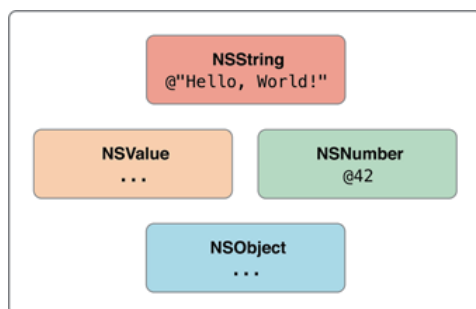 NSString
@"Hello, World!"
NSValue
...
NSNumber
@42
NSObject
...